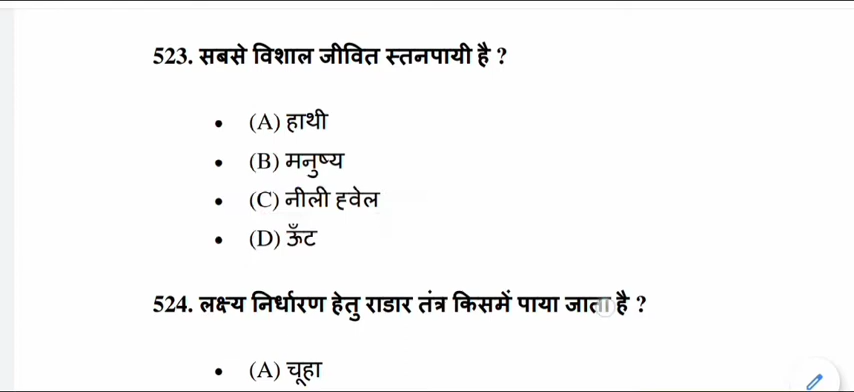 523. सबसे विशाल जीवित स्तनपायी है ?
• (A) हाथी
• (B) मनुष्य
• (C) नीली ह्वेल
• (D) ऊँट
524. लक्ष्य निर्धारण हेतु राडार तंत्र किसमें पाया जाता है ?
• (A) चूहा